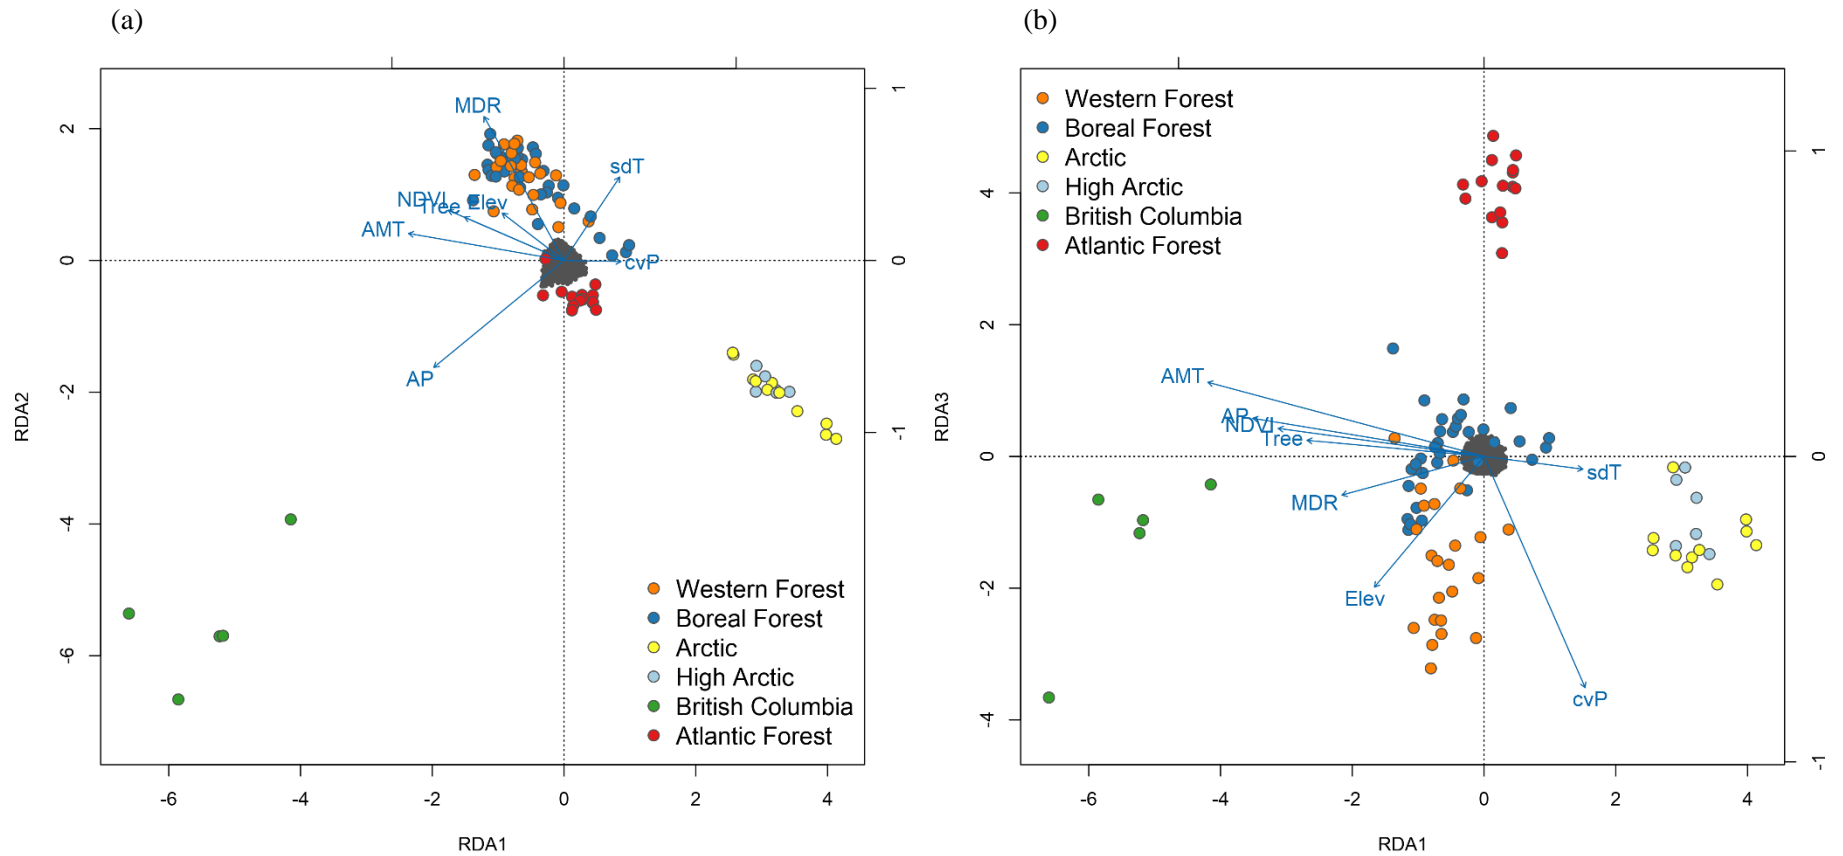 (a)
(b)
MDR
sdT
NDVI
Tree
Elev
AMT
cvP
AP
2
0
-2
-4
-6
1
0
-1
RDA2
Western Forest
Boreal Forest
Arctic
High Arctic
British Columbia
Atlantic Forest
-6
-4
-2
0
2
4
RDA1
Western Forest
Boreal Forest
Arctic
High Arctic
British Columbia
Atlantic Forest
AMT
AP
NDVI
Tree
MDR
sdT
Elev
cvP
4
2
0
-2
-4
1
0
-1
RDA3
-6
-4
-2
0
2
4
RDA1